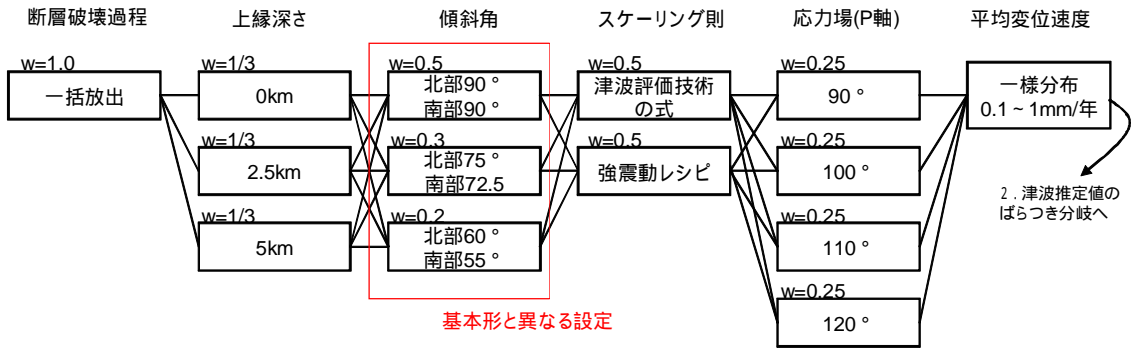 断層破壊過程
上縁深さ
傾斜角
スケーリング則
応力場(P軸)
平均変位速度
w=1.0
一括放出
w=1/3
0km
w=1/3
2.5km
w=1/3
5km
w=0.5
北部90°
南部90°
w=0.3
北部75°
南部72.5
w=0.2
北部60°
南部55°
基本形と異なる設定
w=0.5
津波評価技術
の式
w=0.5
強震動レシピ
w=0.25
90°
w=0.25
100°
w=0.25
110°
w=0.25
120°
一様分布
0.1~1mm/年
2.津波推定値の
ばらつき分岐へ